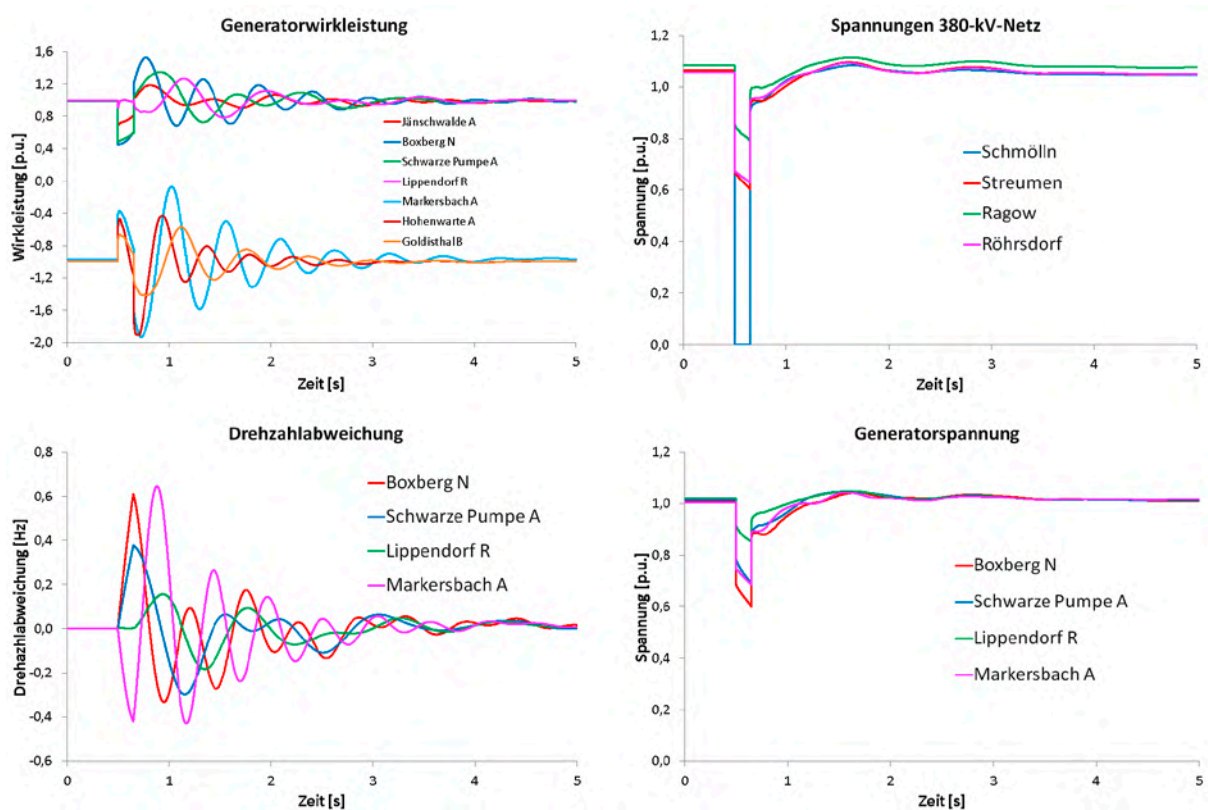 Generatorwirkleistung
Wirkleistung [p.u.]
1,6
1,2
0,8
0,4
0,0
-0,4
-0,8
-1,2
-1,6
-2,0
Jänschwalde A
Boxberg N
Schwarze Pumpe A
Lippendorf R
Markersbach A
Hohenwarte A
Goldisthal B
0 1 2 3 4 5
Zeit [s]
Spannungen 380-kV-Netz
Spannung [p.u.]
1,2
1,0
0,8
0,6
0,4
0,2
0,0
Schmölln
Streumen
Ragow
Röhrsdorf
0 1 2 3 4 5
Zeit [s]
Drehzahlabweichung
Drehazhlabweichung [Hz]
0,8
0,6
0,4
0,2
0,0
-0,2
-0,4
-0,6
Boxberg N
Schwarze Pumpe A
Lippendorf R
Markersbach A
0 1 2 3 4 5
Zeit [s]
Generatorspannung
Spannung [p.u.]
1,2
1,0
0,8
0,6
0,4
0,2
0,0
Boxberg N
Schwarze Pumpe A
Lippendorf R
Markersbach A
0 1 2 3 4 5
Zeit [s]